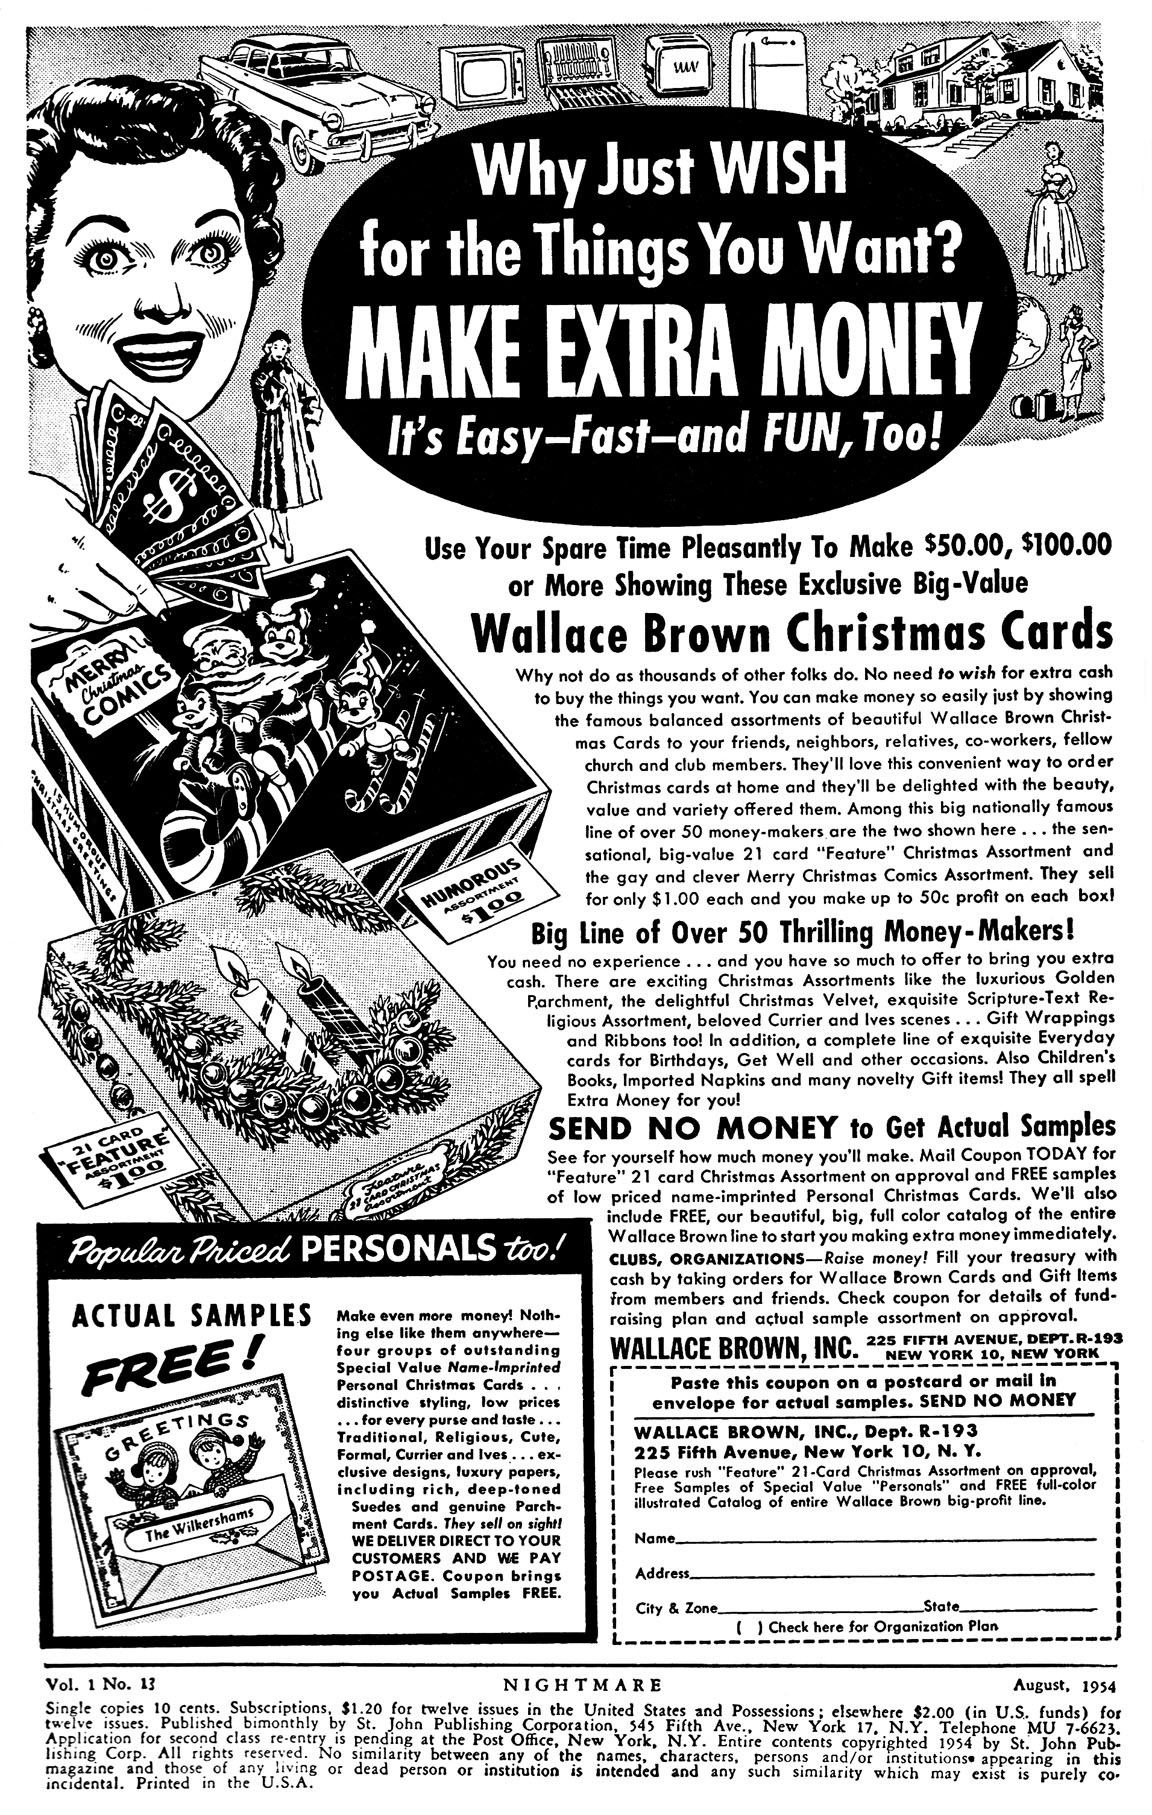 Why Just WISH
for the Things You Want?
MAKE EXTRA MONEY
It's Easy—Fast—and FUN, Too!
Use Your Spare Time Pleasantly To Make $50.00, $100.00
or More Showing These Exclusive Big-Value
Wallace Brown Christmas Cards
Why not do as thousands of other folks do. No need to wish for extra cash
to buy the things you want. You can make money so easily just by showing
the famous balanced assortments of beautiful Wallace Brown Christ-
mas Cards to your friends, neighbors, relatives, co-workers, fellow
church and club members. They'll love this convenient way to order
Christmas cards at home and they'll be delighted with the beauty,
value and variety offered them. Among this big nationally famous
line of over 50 money-makers are the two shown here . . . the sen-
sational, big-value 21 card "Feature" Christmas Assortment and
the gay and clever Merry Christmas Comics Assortment. They sell
for only $1.00 each and you make up to 50c profit on each box!
MERRY
Christmas
COMICS
HUMOROUS
CHRISTMAS GREETINGS
HUMOROUS
ASSORTMENT
$1.00
Big Line of Over 50 Thrilling Money-Makers!
You need no experience . . . and you have so much to offer to bring you extra
cash. There are exciting Christmas Assortments like the luxurious Golden
Parchment, the delightful Christmas Velvet, exquisite Scripture-Text Re-
ligious Assortment, beloved Currier and Ives scenes . . . Gift Wrappings
and Ribbons too! In addition, a complete line of exquisite Everyday
cards for Birthdays, Get Well and other occasions. Also Children's
Books, Imported Napkins and many novelty Gift items! They all spell
Extra Money for you!
21 CARD
"FEATURE"
ASSORTMENT
$1.00
Feature
21 CARD CHRISTMAS
Assortment
SEND NO MONEY to Get Actual Samples
See for yourself how much money you'll make. Mail Coupon TODAY for
"Feature" 21 card Christmas Assortment on approval and FREE samples
of low priced name-imprinted Personal Christmas Cards. We'll also
include FREE, our beautiful, big, full color catalog of the entire
Wallace Brown line to start you making extra money immediately.
CLUBS, ORGANIZATIONS—Raise money! Fill your treasury with
cash by taking orders for Wallace Brown Cards and Gift Items
from members and friends. Check coupon for details of fund-
raising plan and actual sample assortment on approval.
WALLACE BROWN, INC. 225 FIFTH AVENUE, DEPT. R-193
NEW YORK 10, NEW YORK
Popular Priced PERSONALS too!
ACTUAL SAMPLES
FREE!
GREETINGS
The Wilkershams
Make even more money! Noth-
ing else like them anywhere—
four groups of outstanding
Special Value Name-Imprinted
Personal Christmas Cards . . .
distinctive styling, low prices
. . . for every purse and taste . . .
Traditional, Religious, Cute,
Formal, Currier and Ives . . . ex-
clusive designs, luxury papers,
including rich, deep-toned
Suedes and genuine Parch-
ment Cards. They sell on sight!
WE DELIVER DIRECT TO YOUR
CUSTOMERS AND WE PAY
POSTAGE. Coupon brings
you Actual Samples FREE.
Paste this coupon on a postcard or mail in
envelope for actual samples. SEND NO MONEY
WALLACE BROWN, INC., Dept. R-193
225 Fifth Avenue, New York 10, N. Y.
Please rush "Feature" 21-Card Christmas Assortment on approval,
Free Samples of Special Value "Personals" and FREE full-color
illustrated Catalog of entire Wallace Brown big-profit line.
Name
Address
City & Zone State
( ) Check here for Organization Plan
Vol. 1 No. 13 NIGHTMARE August, 1954
Single copies 10 cents. Subscriptions, $1.20 for twelve issues in the United States and Possessions; elsewhere $2.00 (in U.S. funds) for
twelve issues. Published bimonthly by St. John Publishing Corporation, 545 Fifth Ave., New York 17, N.Y. Telephone MU 7-6623.
Application for second class re-entry is pending at the Post Office, New York, N.Y. Entire contents copyrighted 1954 by St. John Pub-
lishing Corp. All rights reserved. No similarity between any of the names, characters, persons and/or institutions appearing in this
magazine and those of any living or dead person or institution is intended and any such similarity which may exist is purely co-
incidental. Printed in the U.S.A.